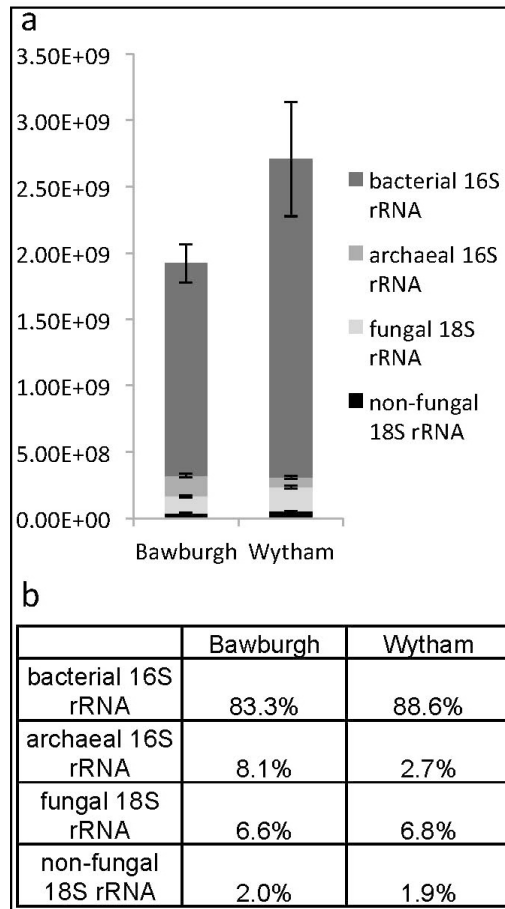 a
3.50E+09
3.00E+09
2.50E+09
2.00E+09
1.50E+09
1.00E+09
5.00E+08
0.00E+00
Bawburgh Wytham
bacterial 16S
rRNA
archaeal 16S
rRNA
fungal 18S
rRNA
non-fungal
18S rRNA
b
Bawburgh Wytham
bacterial 16S
rRNA 83.3% 88.6%
archaeal 16S
rRNA 8.1% 2.7%
fungal 18S
rRNA 6.6% 6.8%
non-fungal
18S rRNA 2.0% 1.9%